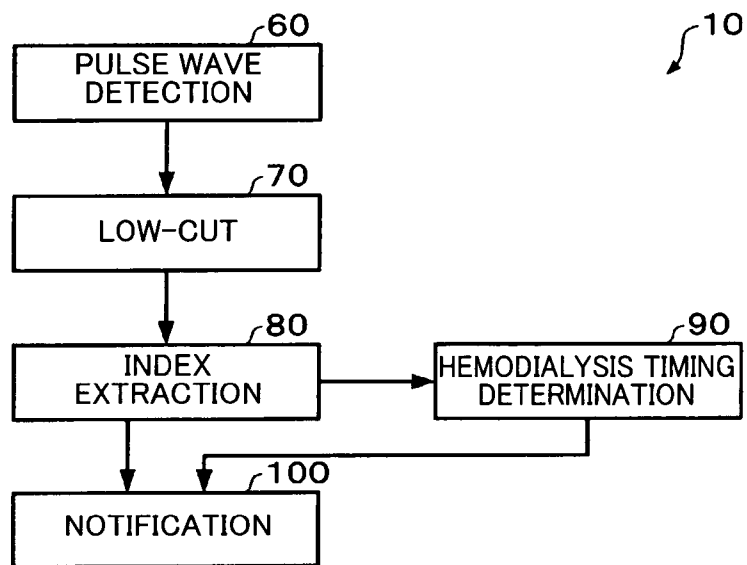 60
10
PULSE WAVE
DETECTION
70
LOW-CUT
80
INDEX
EXTRACTION
90
HEMODIALYSIS TIMING
DETERMINATION
100
NOTIFICATION